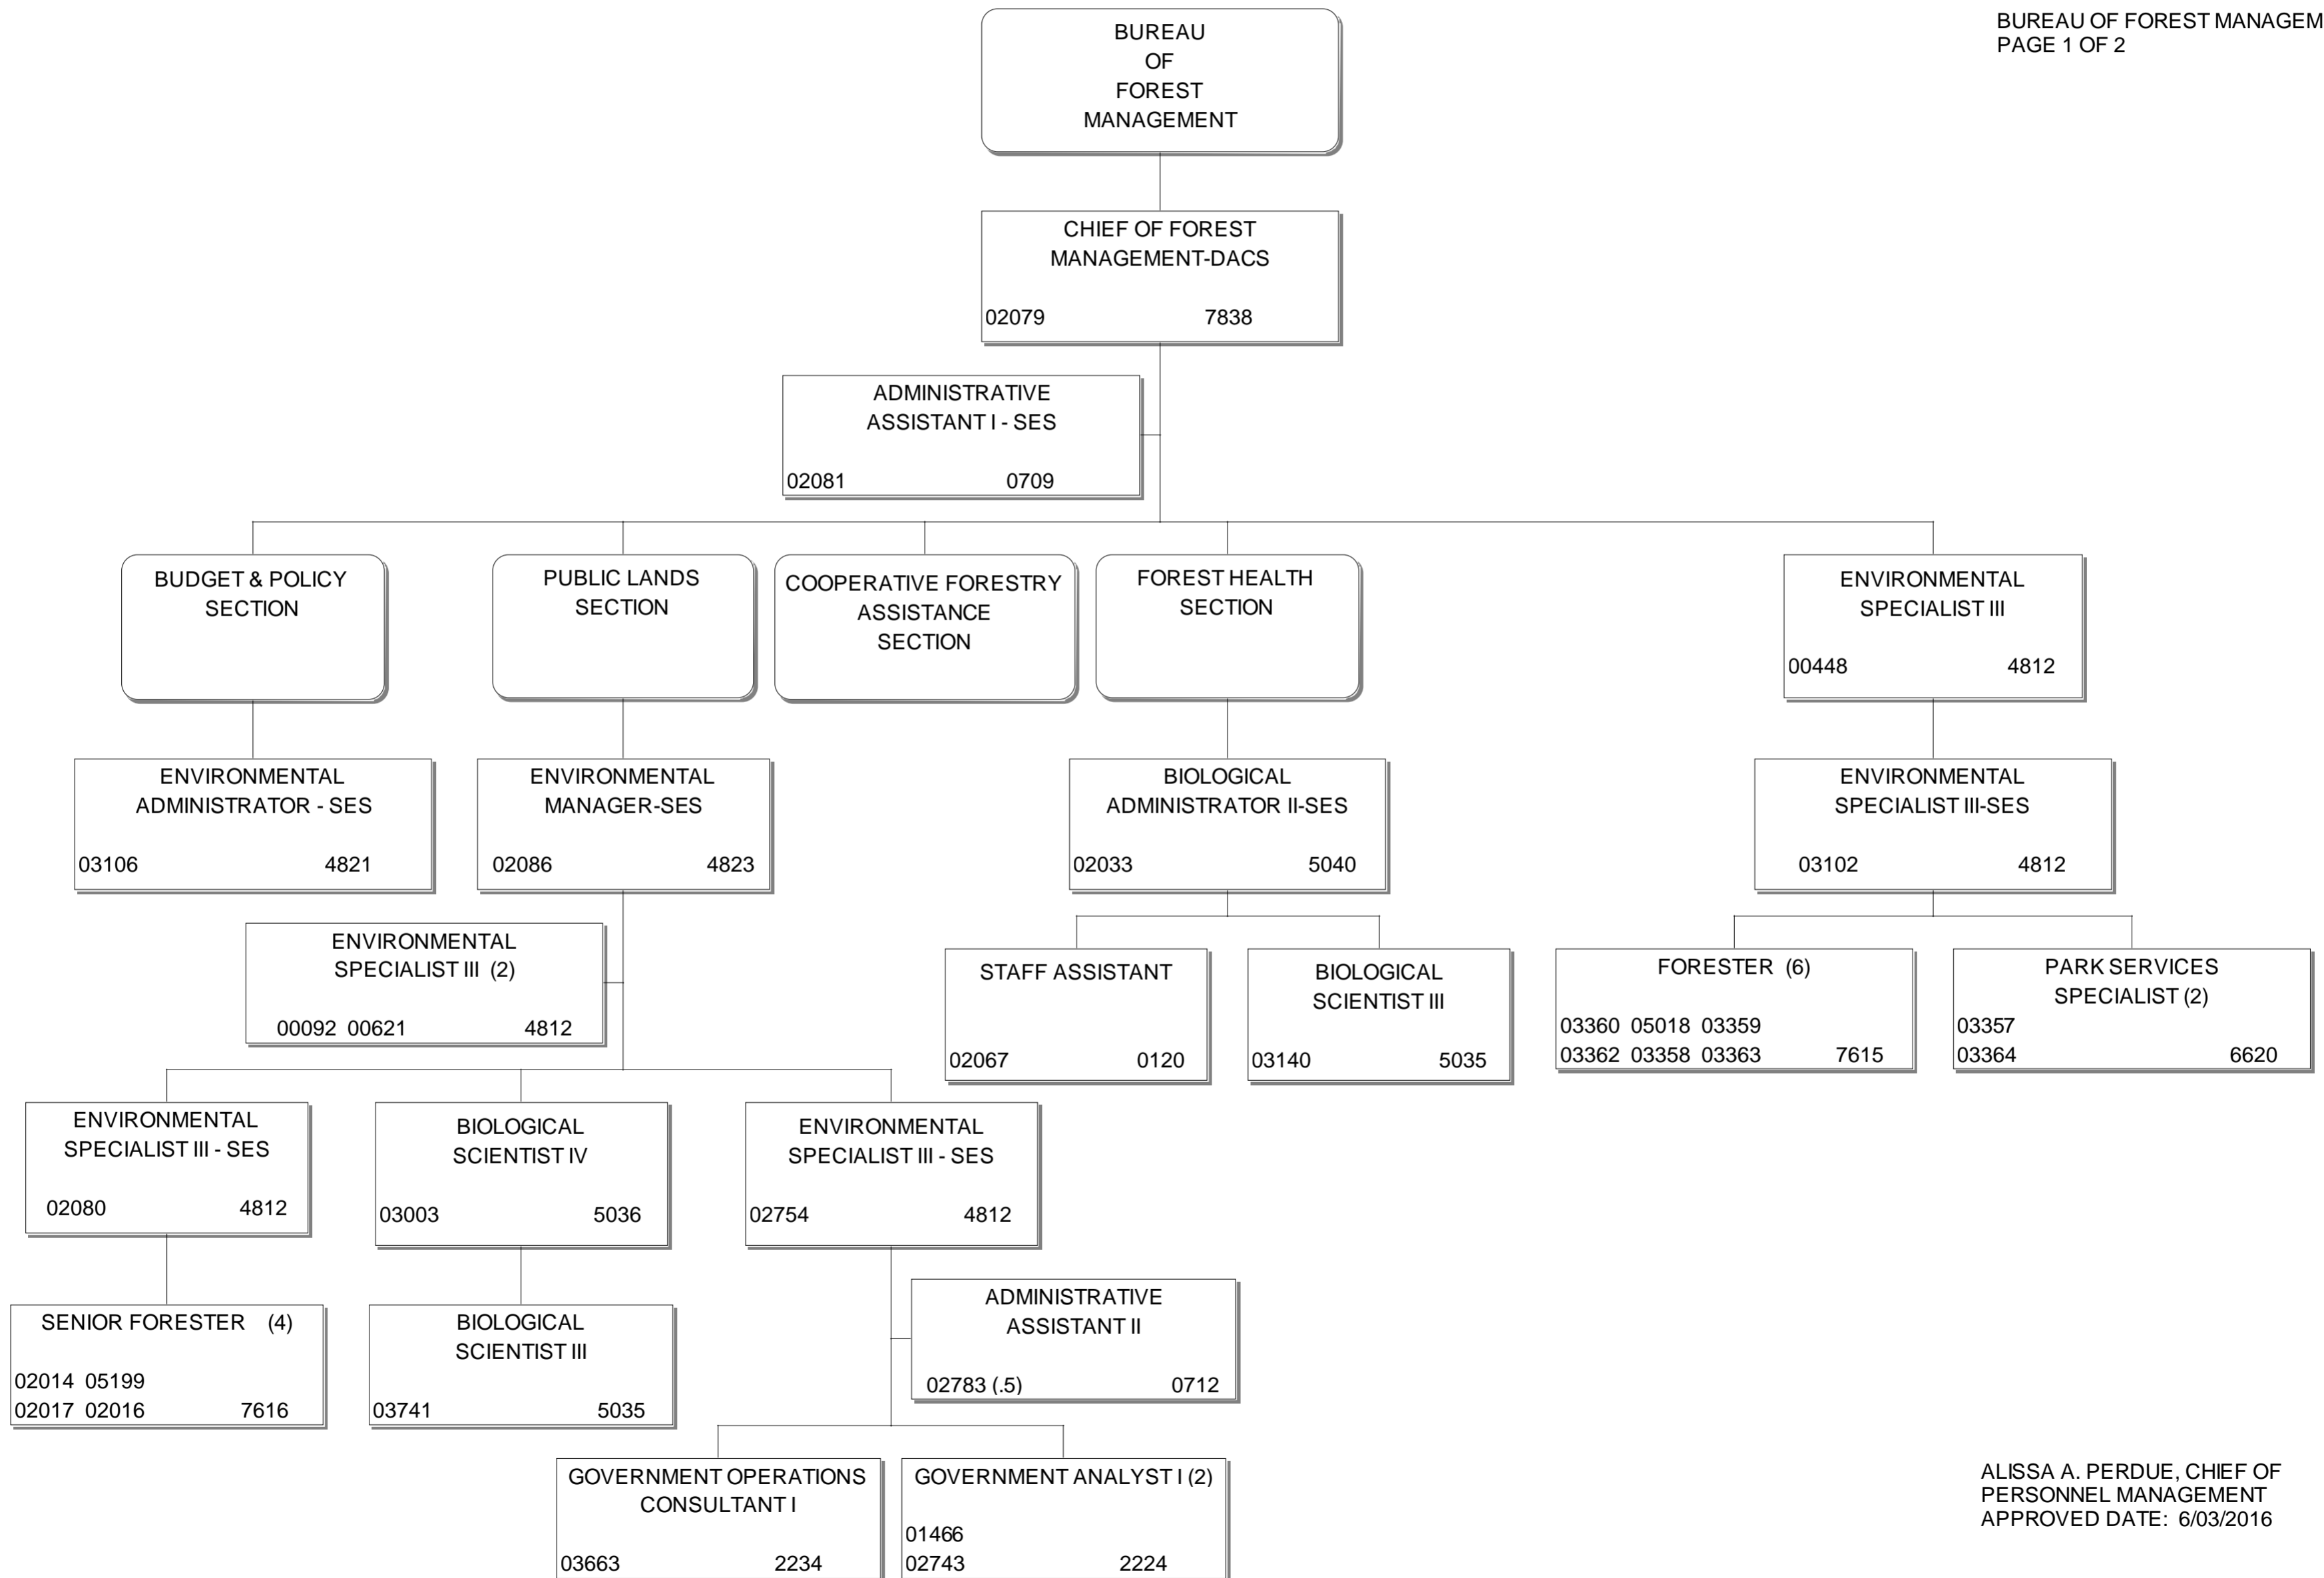 BUREAU OF FOREST MANAGEM
PAGE 1 OF 2
BUREAU
OF
FOREST
MANAGEMENT
CHIEF OF FOREST
MANAGEMENT-DACS
02079 7838
ADMINISTRATIVE
ASSISTANT I - SES
02081 0709
BUDGET & POLICY
SECTION
PUBLIC LANDS
SECTION
COOPERATIVE FORESTRY
ASSISTANCE
SECTION
FOREST HEALTH
SECTION
ENVIRONMENTAL
SPECIALIST III
00448 4812
ENVIRONMENTAL
ADMINISTRATOR - SES
03106 4821
ENVIRONMENTAL
MANAGER-SES
02086 4823
BIOLOGICAL
ADMINISTRATOR II-SES
02033 5040
ENVIRONMENTAL
SPECIALIST III-SES
03102 4812
ENVIRONMENTAL
SPECIALIST III (2)
00092 00621 4812
STAFF ASSISTANT
02067 0120
BIOLOGICAL
SCIENTIST III
03140 5035
FORESTER (6)
03360 05018 03359
03362 03358 03363 7615
PARK SERVICES
SPECIALIST (2)
03357
03364 6620
ENVIRONMENTAL
SPECIALIST III - SES
02080 4812
BIOLOGICAL
SCIENTIST IV
03003 5036
ENVIRONMENTAL
SPECIALIST III - SES
02754 4812
SENIOR FORESTER (4)
02014 05199
02017 02016 7616
BIOLOGICAL
SCIENTIST III
03741 5035
ADMINISTRATIVE
ASSISTANT II
02783 (.5) 0712
GOVERNMENT OPERATIONS
CONSULTANT I
03663 2234
GOVERNMENT ANALYST I (2)
01466
02743 2224
ALISSA A. PERDUE, CHIEF OF
PERSONNEL MANAGEMENT
APPROVED DATE: 6/03/2016